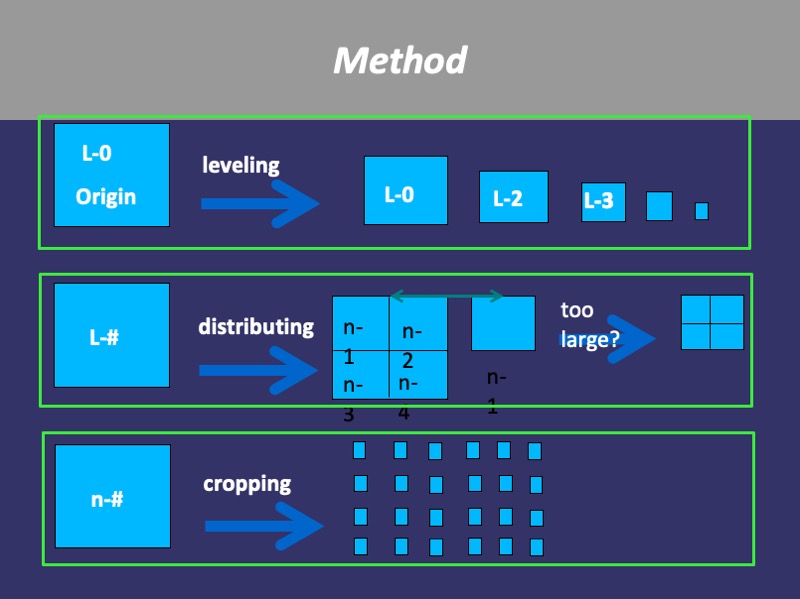 Method
L-0
Origin
leveling
L-0
L-2
L-3
L-#
distributing
n-
1
n-
2
n-
3
n-
4
n-
1
too
large?
n-#
cropping